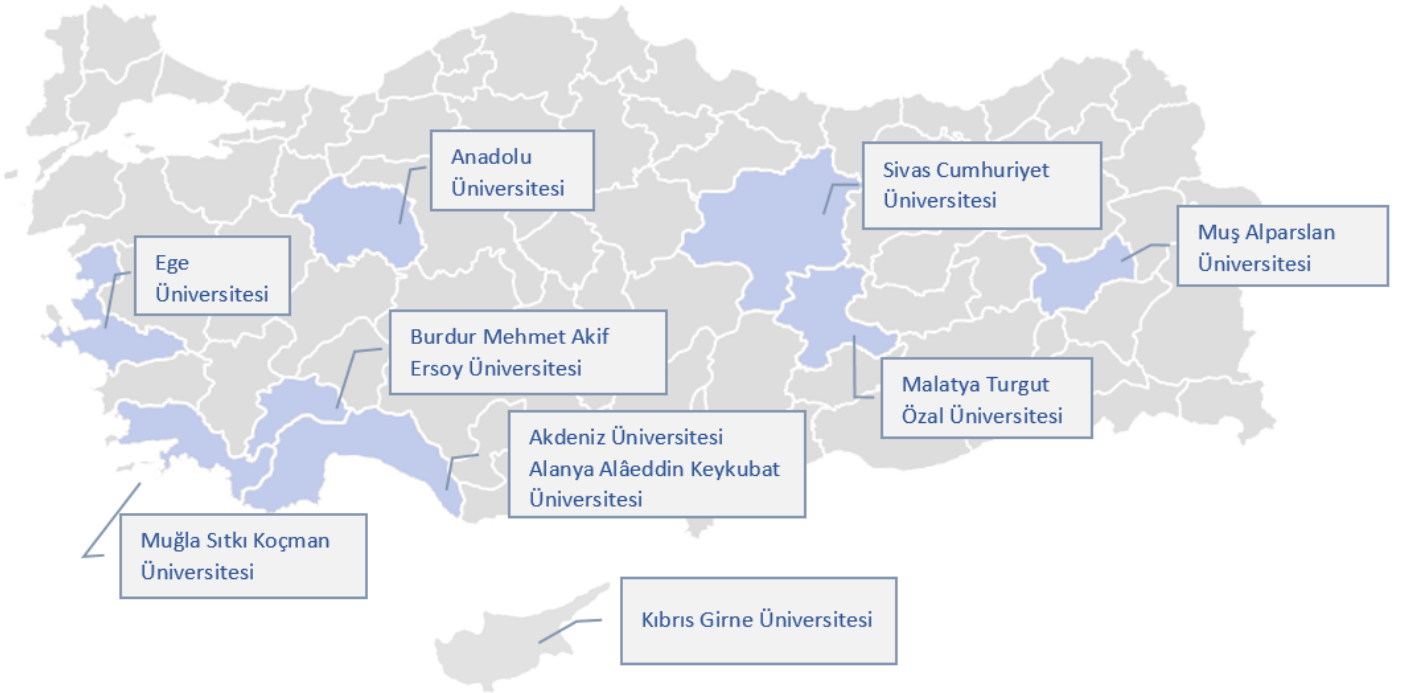 Anadolu
Üniversitesi
Sivas Cumhuriyet
Üniversitesi
Muş Alparslan
Üniversitesi
Ege
Üniversitesi
Burdur Mehmet Akif
Ersoy Üniversitesi
Malatya Turgut
Özal Üniversitesi
Akdeniz Üniversitesi
Alanya Alâeddin Keykubat
Üniversitesi
Muğla Sıtkı Koçman
Üniversitesi
Kıbrıs Girne Üniversitesi